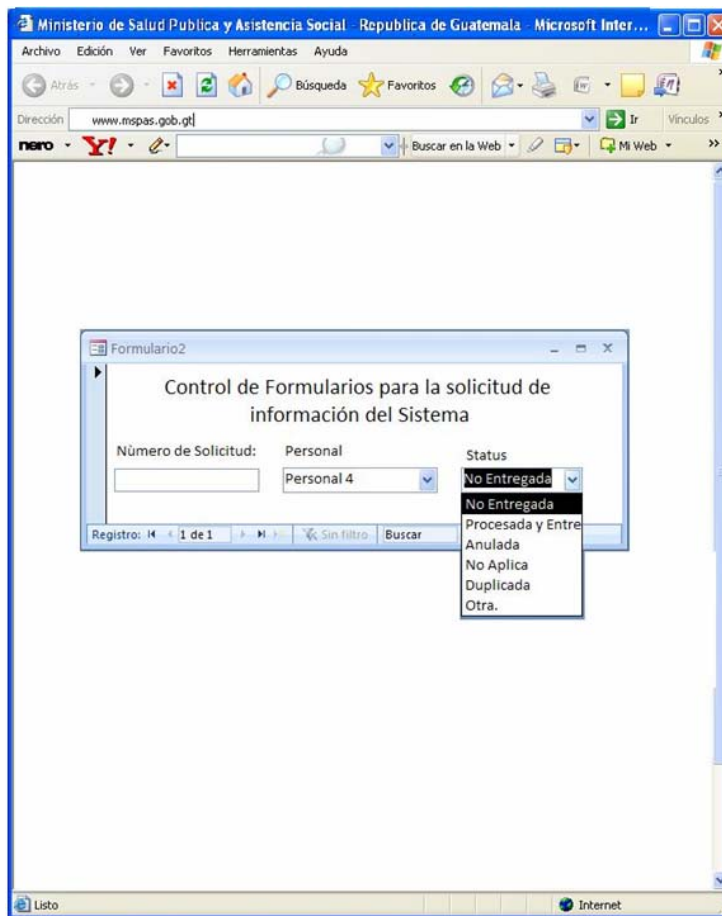 Ministerio de Salud Publica y Asistencia Social - Republica de Guatemala - Microsoft Inter...
Archivo Edición Ver Favoritos Herramientas Ayuda
Atrás Búsqueda Favoritos
Dirección www.mspas.gob.gt Ir Vínculos »
nero Y! Buscar en la Web Mi Web »
Formulario2
Control de Formularios para la solicitud de
información del Sistema
Nùmero de Solicitud: Personal Status
Personal 4 No Entregada
No Entregada
Procesada y Entre
Anulada
No Aplica
Duplicada
Otra.
Registro: 1 de 1 Sin filtro Buscar
Listo Internet